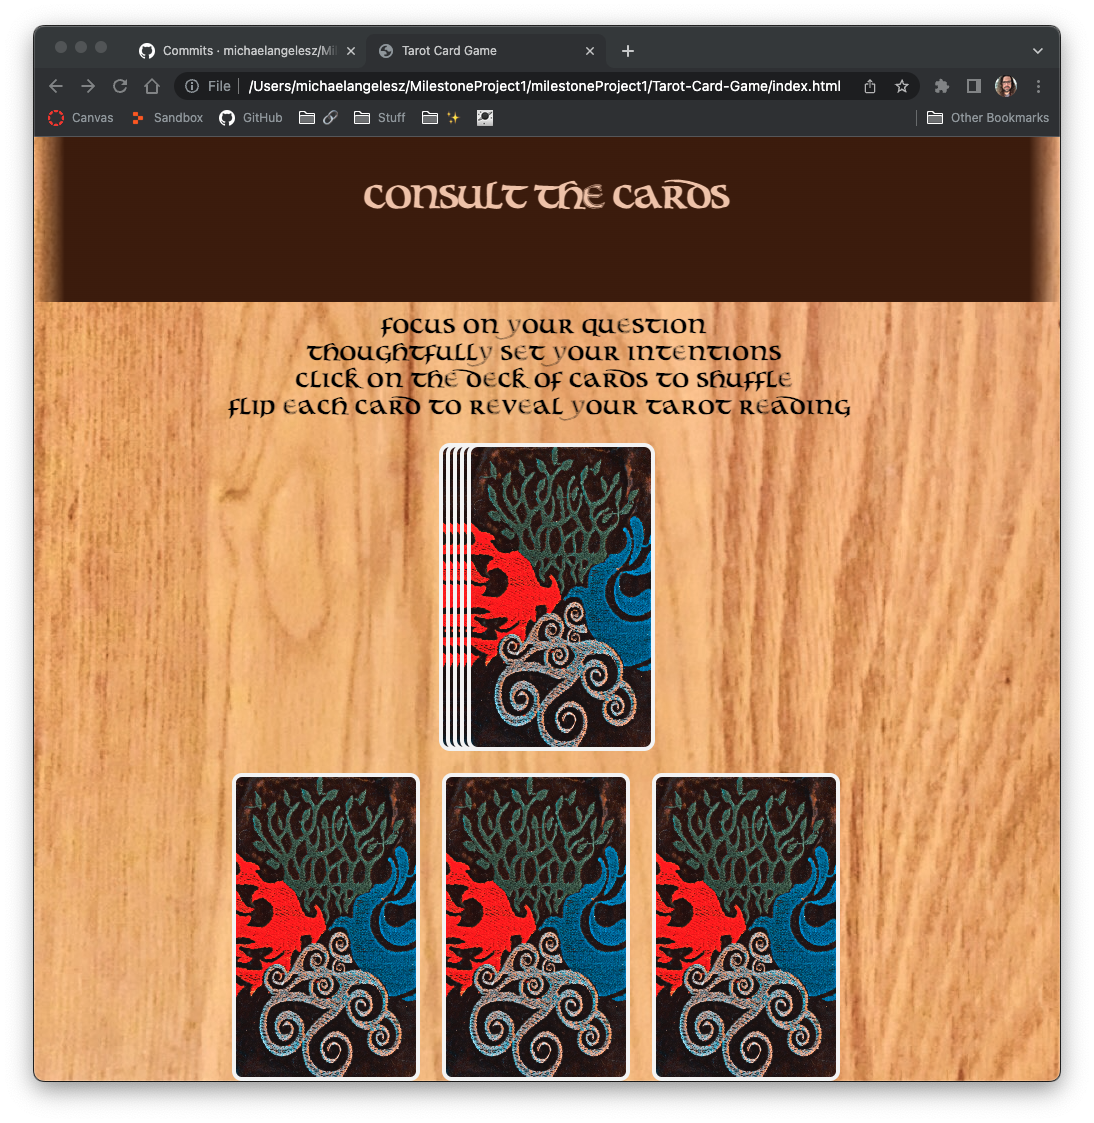 Commits · michaelangelesz/Mil
Tarot Card Game
File
/Users/michaelangelesz/MilestoneProject1/milestoneProject1/Tarot-Card-Game/index.html
Canvas
Sandbox
GitHub
Stuff
Other Bookmarks
Consult the Cards
Focus on your question
Thoughtfully set your intentions
Click on the deck of cards to shuffle
Flip each card to reveal your tarot reading